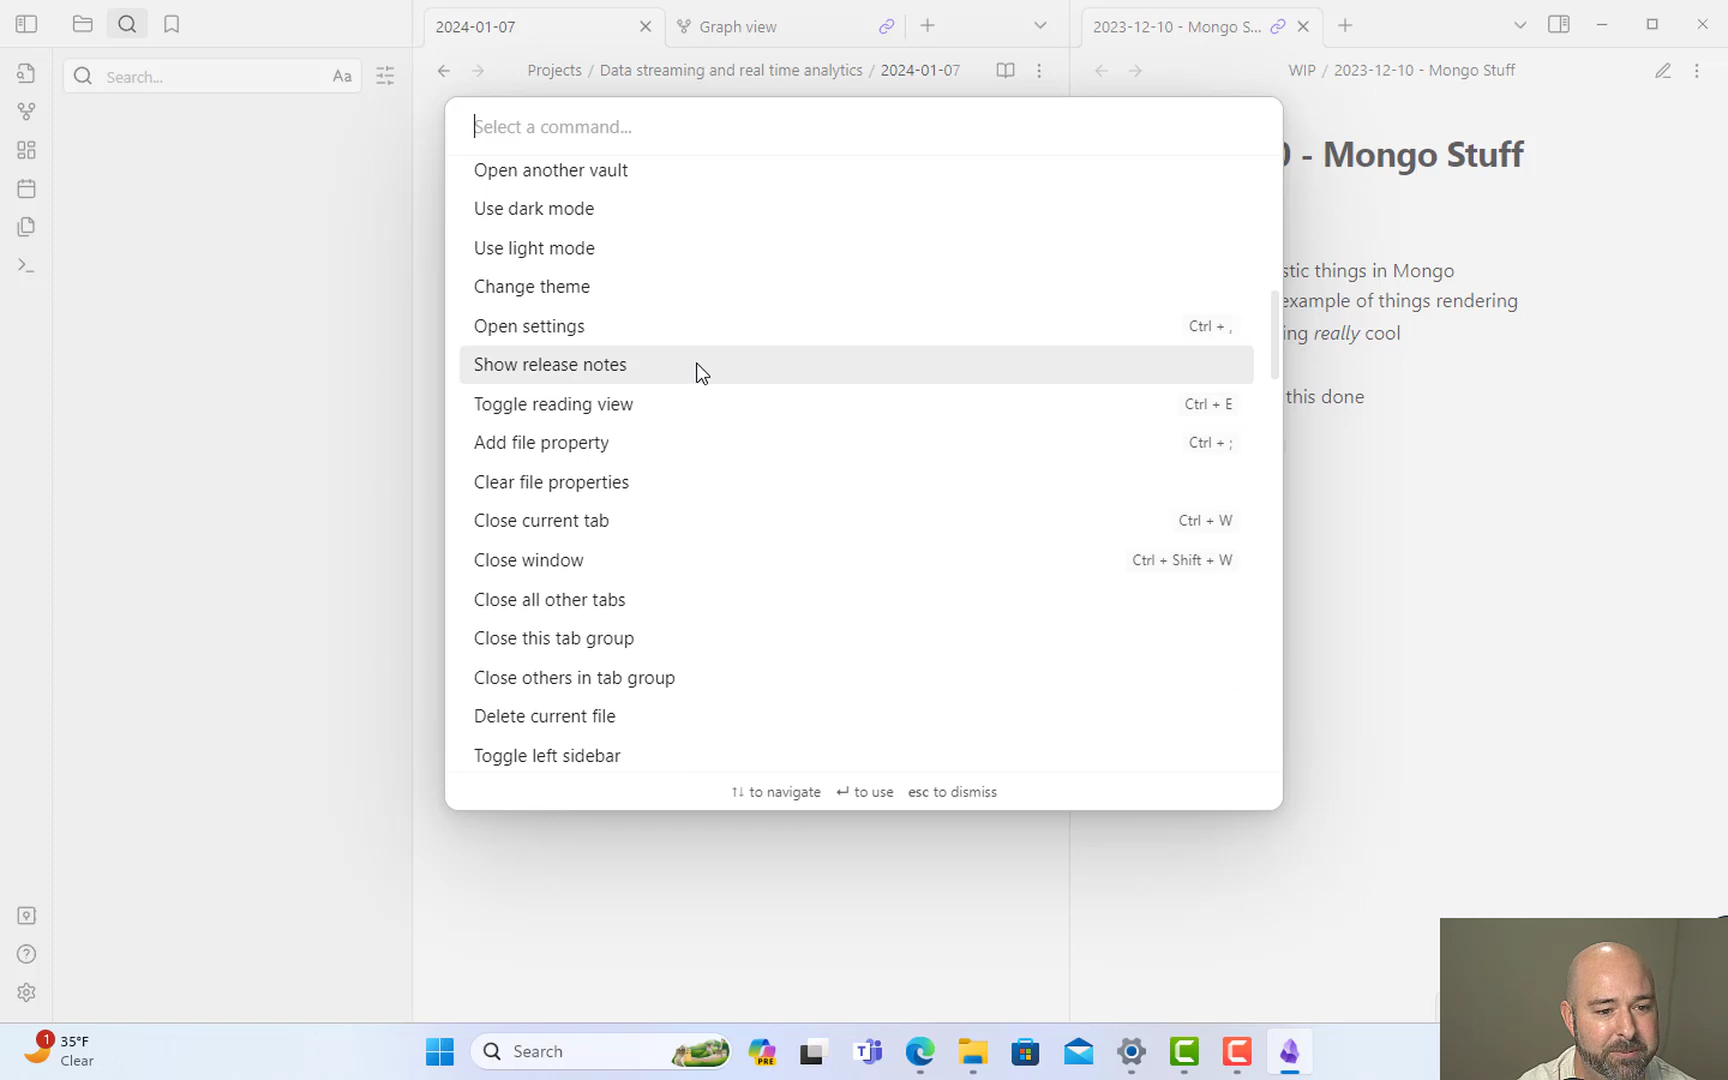 2024-01-07
Graph view
2023-12-10 - Mongo S...
Search...
Aa
Projects / Data streaming and real time analytics / 2024-01-07
WIP / 2023-12-10 - Mongo Stuff
Select a command...
Open another vault
Use dark mode
Use light mode
Change theme
Open settings
Ctrl + ,
Show release notes
Toggle reading view
Ctrl + E
Add file property
Ctrl + ;
Clear file properties
Close current tab
Ctrl + W
Close window
Ctrl + Shift + W
Close all other tabs
Close this tab group
Close others in tab group
Delete current file
Toggle left sidebar
↑↓ to navigate ↵ to use esc to dismiss
0 - Mongo Stuff
stic things in Mongo
example of things rendering
ing really cool
this done
1
35°F
Clear
Search
PRE